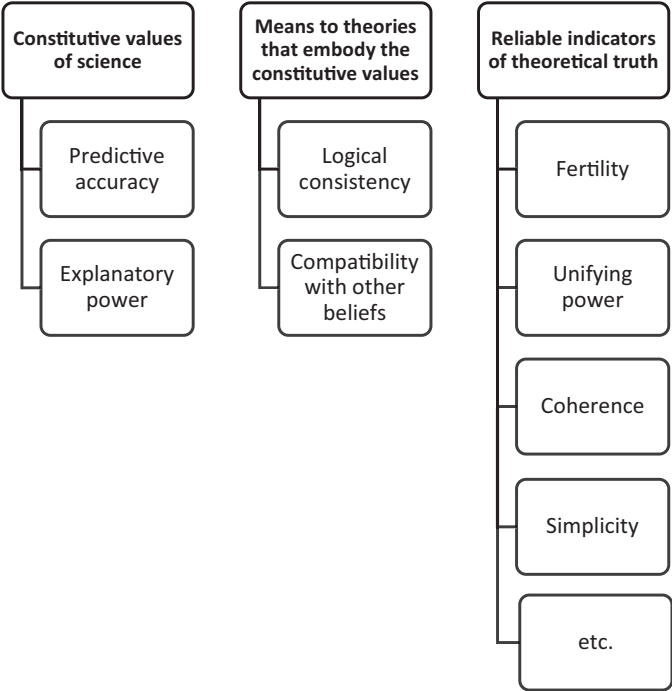 Constitutive values
of science
Predictive
accuracy
Explanatory
power
Means to theories
that embody the
constitutive values
Logical
consistency
Compatibility
with other
beliefs
Reliable indicators
of theoretical truth
Fertility
Unifying
power
Coherence
Simplicity
etc.